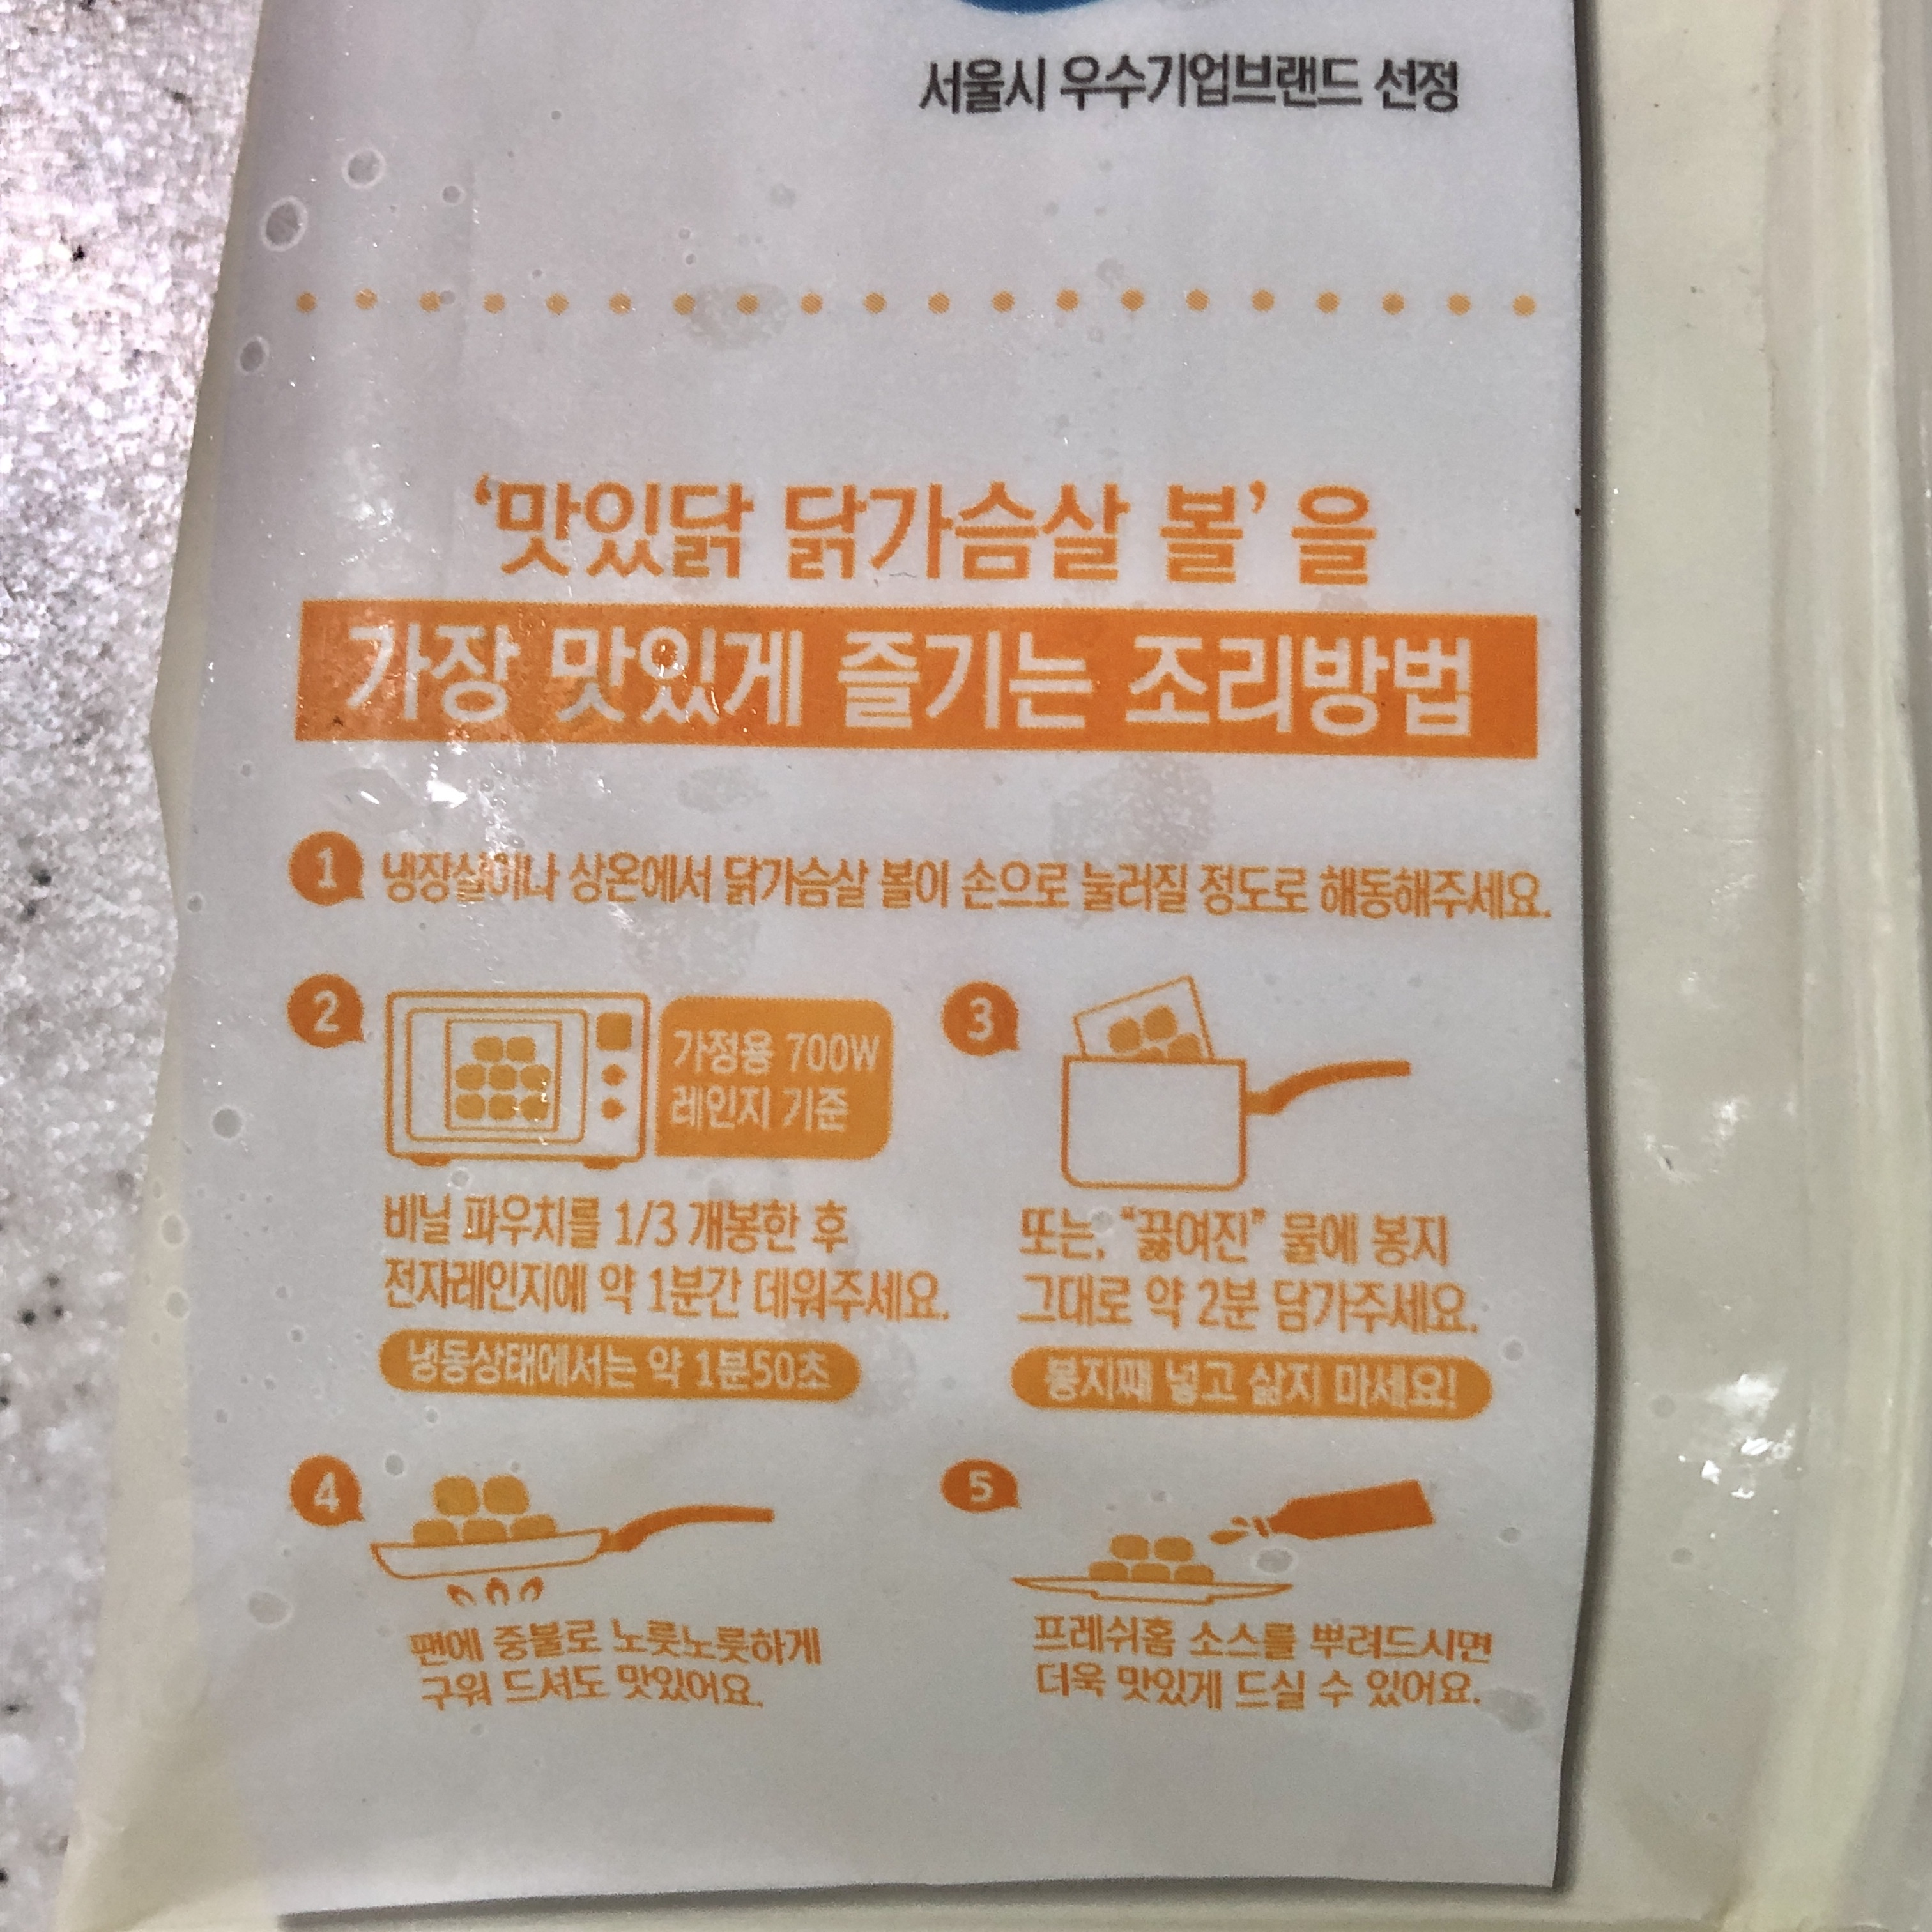 서울시 우수기업브랜드 선정
‘맛있닭 닭가슴살 볼’ 을
가장 맛있게 즐기는 조리방법
1 냉장실이나 상온에서 닭가슴살 볼이 손으로 눌러질 정도로 해동해주세요.
2
가정용 700W
레인지 기준
비닐 파우치를 1/3 개봉한 후
전자레인지에 약 1분간 데워주세요.
냉동상태에서는 약 1분50초
3
또는, “끓여진” 물에 봉지
그대로 약 2분 담가주세요.
봉지째 넣고 삶지 마세요!
4
팬에 중불로 노릇노릇하게
구워 드셔도 맛있어요.
5
프레쉬홈 소스를 뿌려드시면
더욱 맛있게 드실 수 있어요.